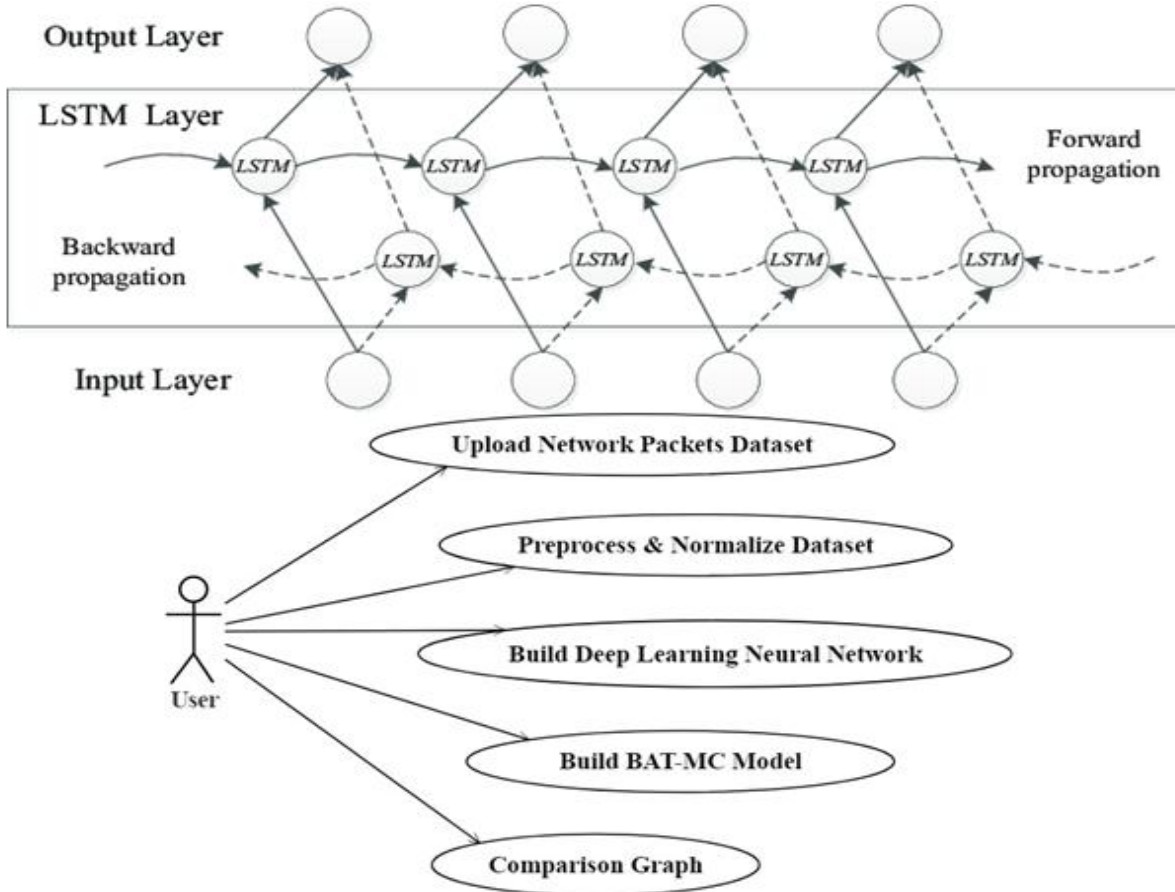 Output Layer
LSTM Layer
LSTM
LSTM
LSTM
LSTM
Forward
propagation
Backward
propagation
LSTM
LSTM
LSTM
LSTM
Input Layer
Upload Network Packets Dataset
Preprocess & Normalize Dataset
Build Deep Learning Neural Network
User
Build BAT-MC Model
Comparison Graph